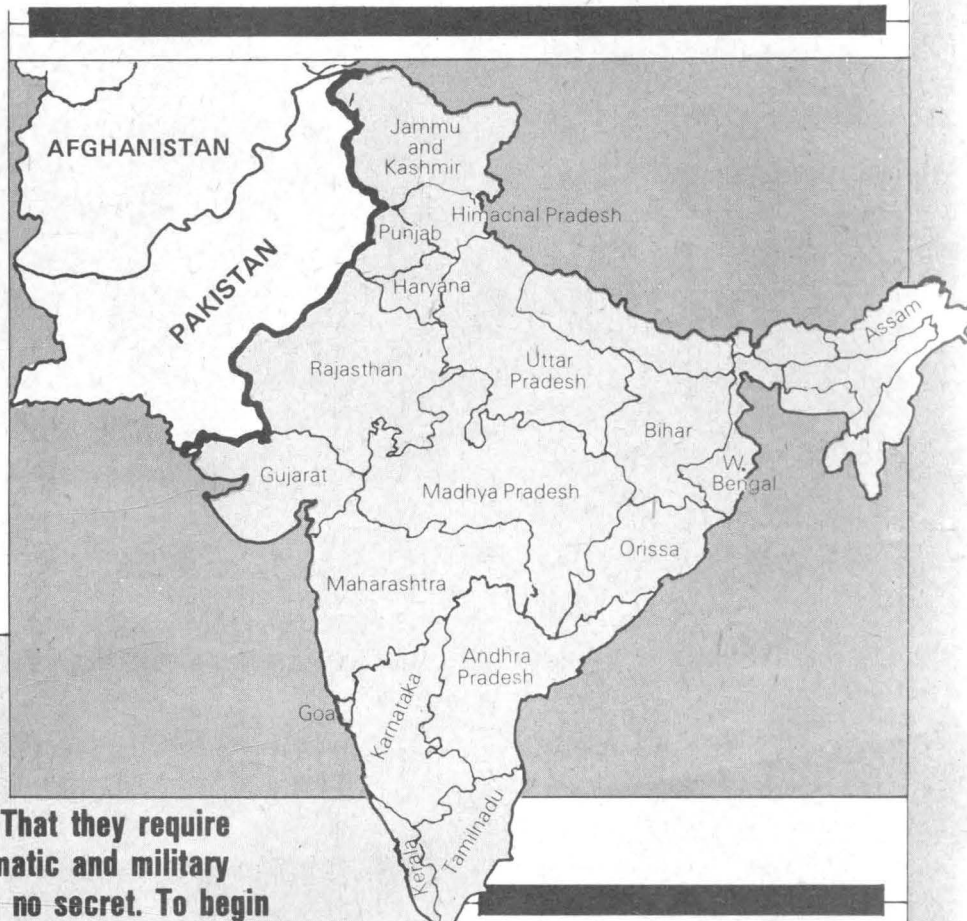 AFGHANISTAN
PAKISTAN
Jammu
and
Kashmir
Himachal Pradesh
Punjab
Haryana
Rajasthan
Uttar
Pradesh
Assam
Bihar
W.
Bengal
Gujarat
Madhya Pradesh
Orissa
Maharashtra
Andhra
Pradesh
Goa
Karnataka
Kerala
Tamilnadu
That they require
matic and military
no secret. To begin